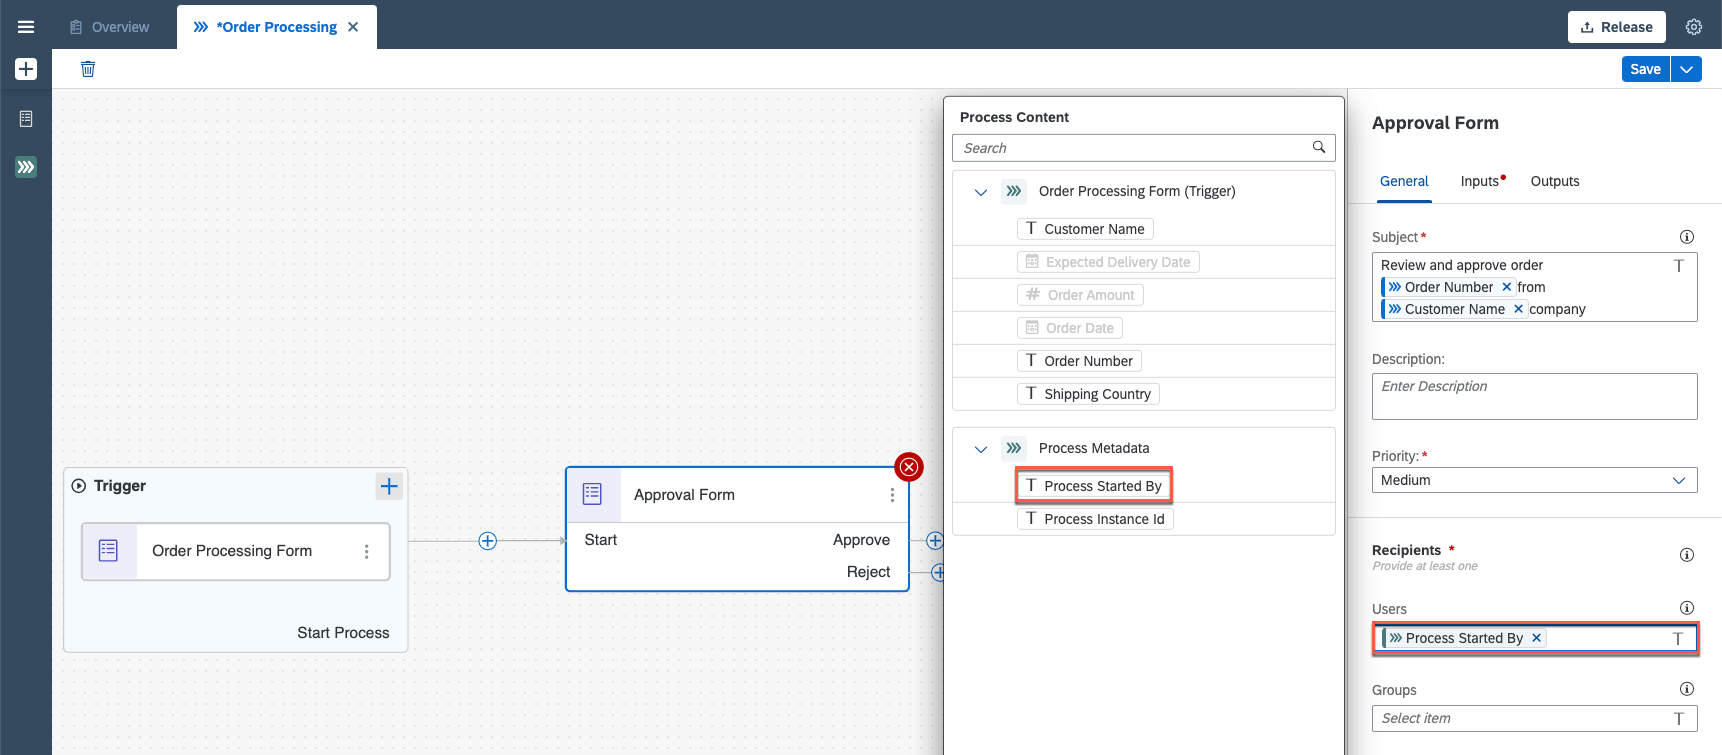 Overview
*Order Processing
Release
Save
Trigger
Order Processing Form
Start Process
Approval Form
Start
Approve
Reject
Process Content
Search
Order Processing Form (Trigger)
Customer Name
Expected Delivery Date
Order Amount
Order Date
Order Number
Shipping Country
Process Metadata
Process Started By
Process Instance Id
Approval Form
General Inputs Outputs
Subject*
Review and approve order
Order Number from
Customer Name company
Description:
Enter Description
Priority:*
Medium
Recipients *
Provide at least one
Users
Process Started By
Groups
Select item